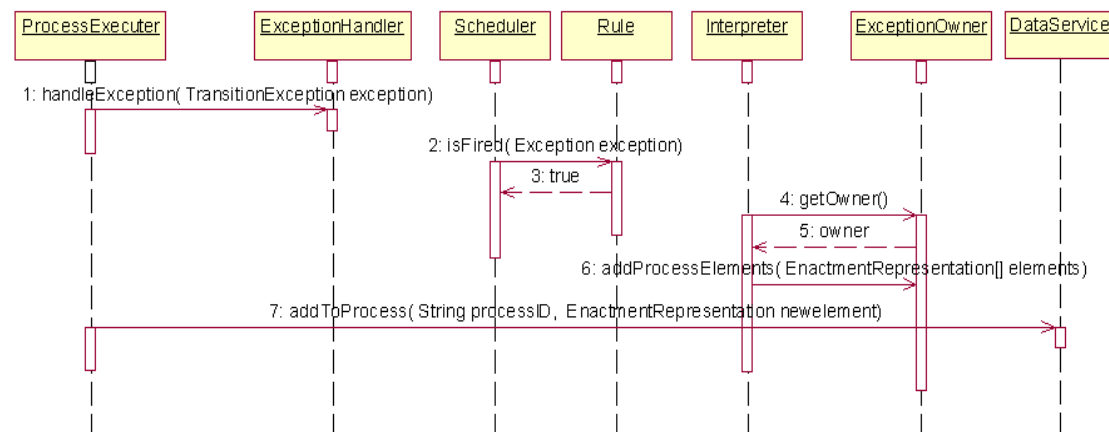 ProcessExecuter ExceptionHandler Scheduler Rule Interpreter ExceptionOwner DataService
1: handleException( TransitionException exception)
2: isFired( Exception exception)
3: true
4: getOwner()
5: owner
6: addProcessElements( EnactmentRepresentation[] elements)
7: addToProcess( String processID, EnactmentRepresentation newelement)